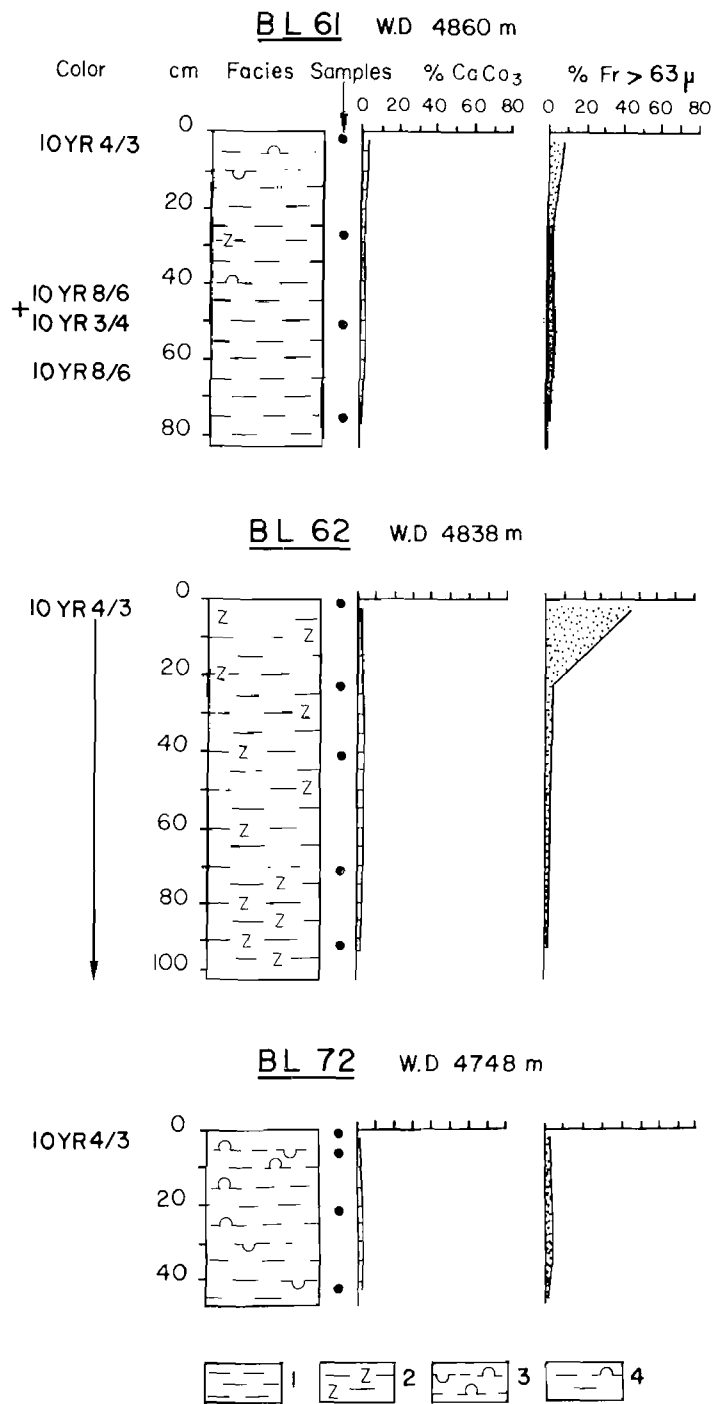 BL 61 W.D 4860 m
Color cm Facies Samples % CaCo3 % Fr > 63 µ
0 20 40 60 80 0 20 40 60 80
0
10YR 4/3
20
Z
40
10 YR 8/6
+
10 YR 3/4
60
10 YR 8/6
80
BL 62 W.D 4838 m
0
10 YR 4/3
Z
Z
20
Z
Z
40
Z
Z
60
Z
Z
80
Z
Z
Z
100
Z
BL 72 W.D 4748 m
0
10YR 4/3
20
40
1 Z Z 2 3 4